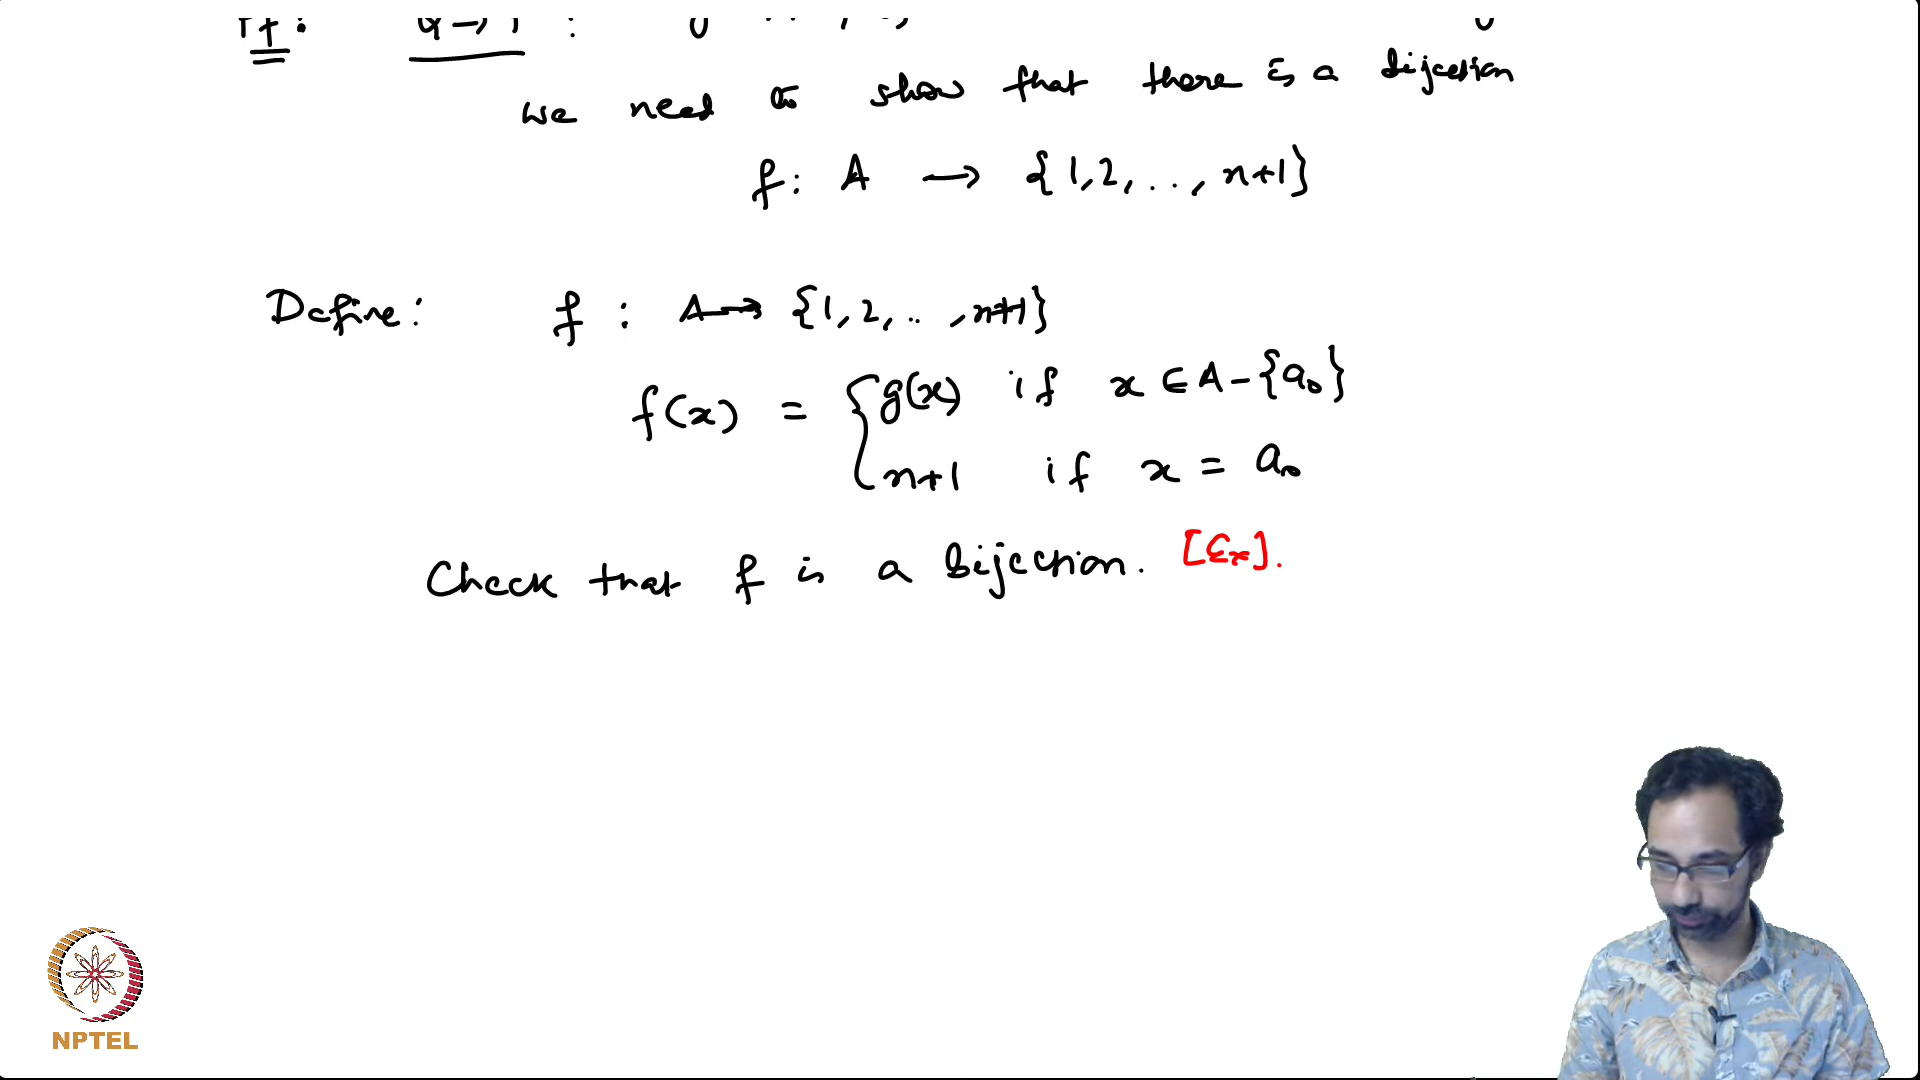 we need to show that there is a bijection
f : A → {1,2, . . , n+1}
Define : f : A → {1,2, .. , n+1}
f(x) = { g(x) if x ∈ A - {a₀}
n+1 if x = a₀
Check that f is a bijection. [Ex].
NPTEL